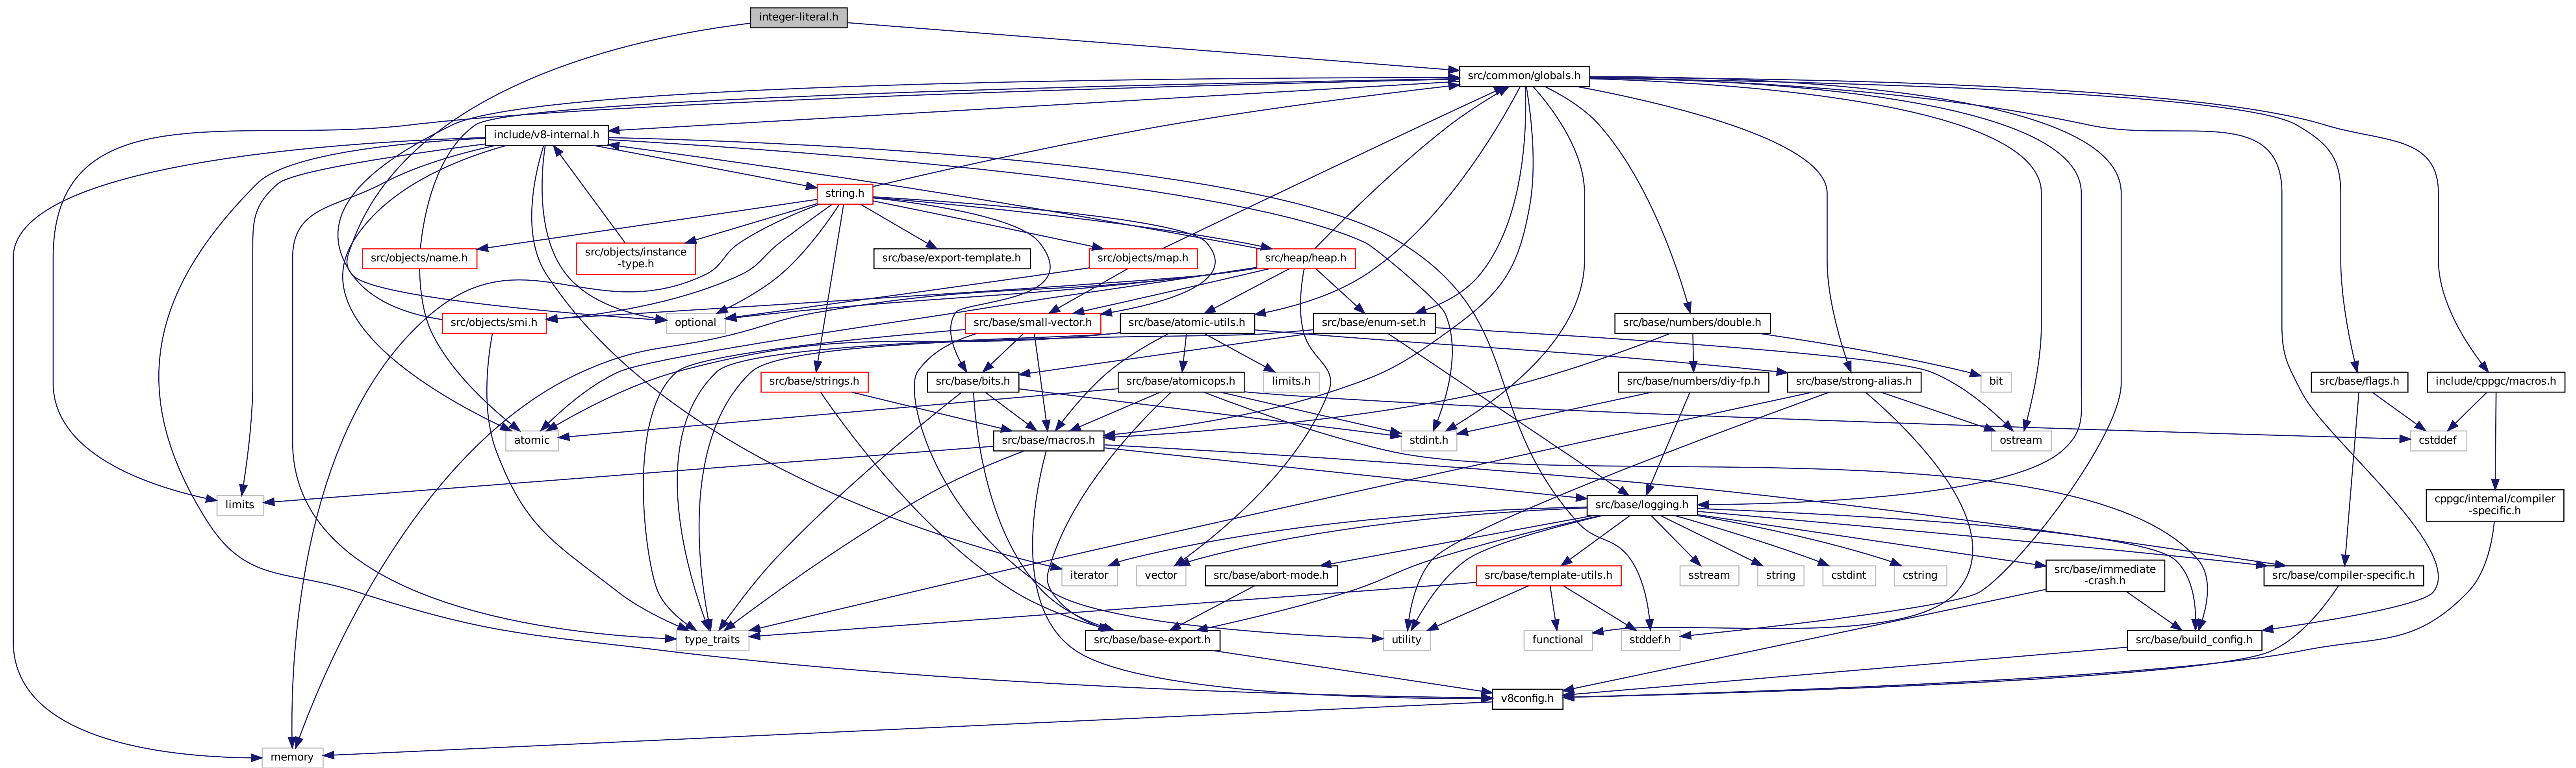 integer-literal.h
src/common/globals.h
include/v8-internal.h
string.h
src/objects/name.h
src/objects/instance
-type.h
src/base/export-template.h
src/objects/map.h
src/heap/heap.h
src/objects/smi.h
optional
src/base/small-vector.h
src/base/atomic-utils.h
src/base/enum-set.h
src/base/numbers/double.h
src/base/strings.h
src/base/bits.h
src/base/atomicops.h
limits.h
src/base/numbers/diy-fp.h
src/base/strong-alias.h
bit
src/base/flags.h
include/cppgc/macros.h
atomic
src/base/macros.h
stdint.h
ostream
cstddef
limits
src/base/logging.h
cppgc/internal/compiler
-specific.h
iterator
vector
src/base/abort-mode.h
src/base/template-utils.h
sstream
string
cstdint
cstring
src/base/immediate
-crash.h
src/base/compiler-specific.h
type_traits
src/base/base-export.h
utility
functional
stddef.h
src/base/build_config.h
v8config.h
memory